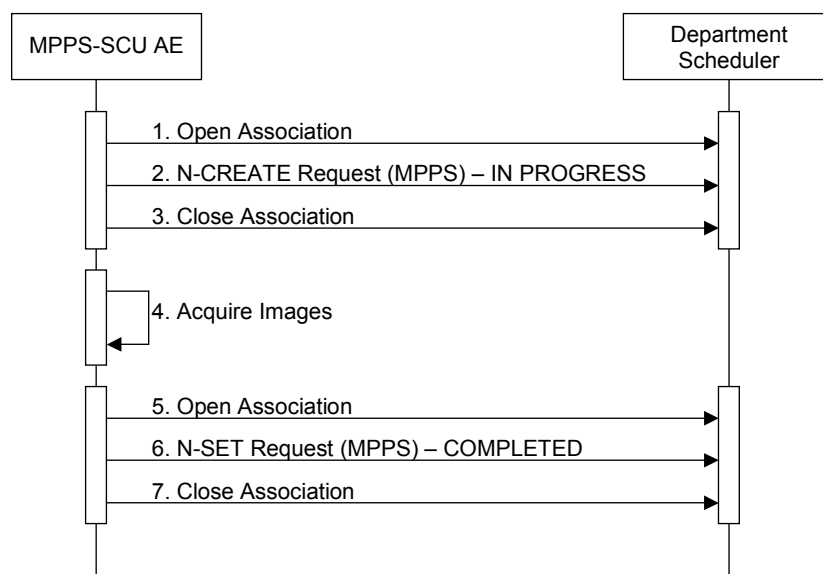 MPPS-SCU AE
Department
Scheduler
1. Open Association
2. N-CREATE Request (MPPS) – IN PROGRESS
3. Close Association
4. Acquire Images
5. Open Association
6. N-SET Request (MPPS) – COMPLETED
7. Close Association